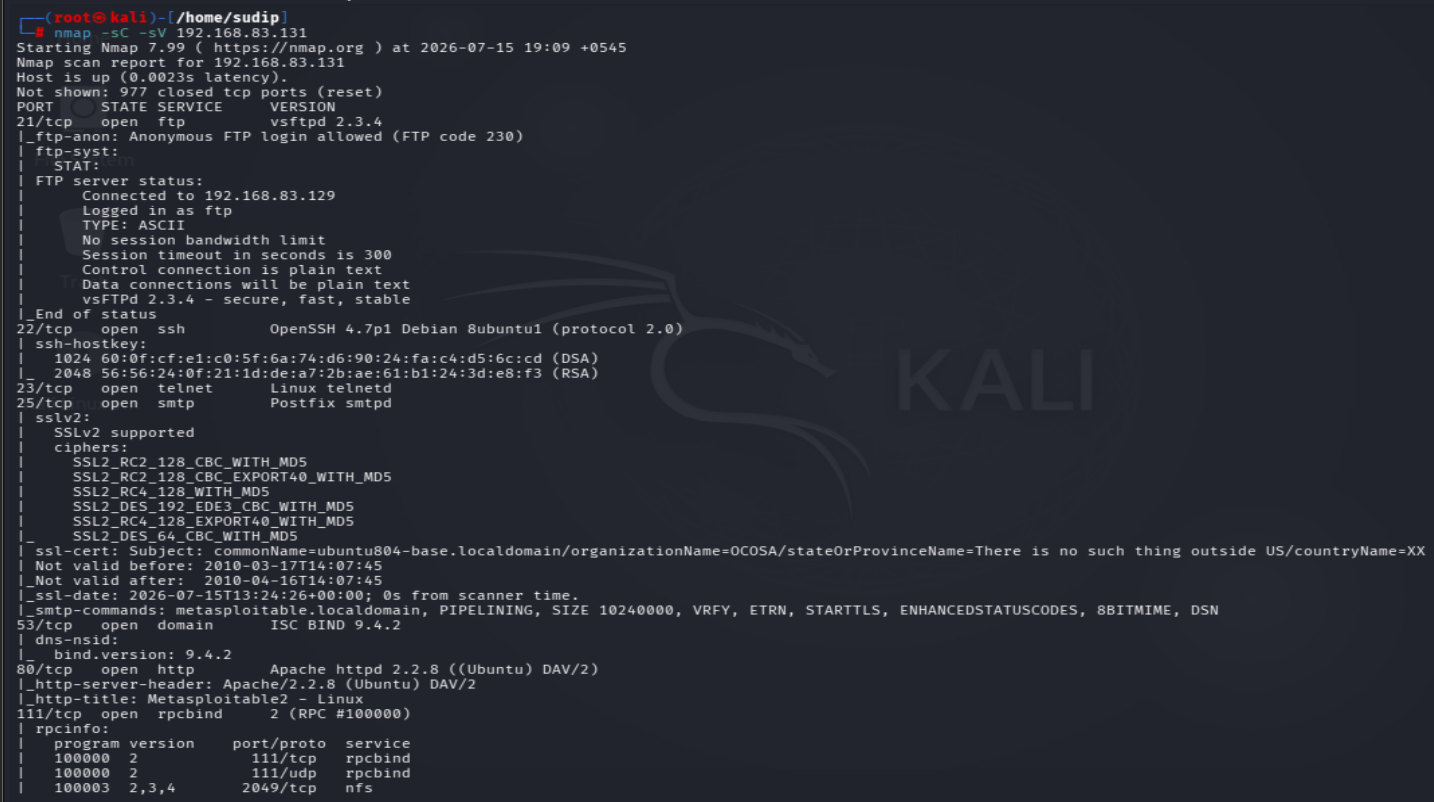 ┌──(root㉿kali)-[/home/sudip]
└─# nmap -sC -sV 192.168.83.131
Starting Nmap 7.99 ( https://nmap.org ) at 2026-07-15 19:09 +0545
Nmap scan report for 192.168.83.131
Host is up (0.0023s latency).
Not shown: 977 closed tcp ports (reset)
PORT     STATE SERVICE     VERSION
21/tcp   open  ftp         vsftpd 2.3.4
|_ftp-anon: Anonymous FTP login allowed (FTP code 230)
| ftp-syst:
|   STAT:
| FTP server status:
|      Connected to 192.168.83.129
|      Logged in as ftp
|      TYPE: ASCII
|      No session bandwidth limit
|      Session timeout in seconds is 300
|      Control connection is plain text
|      Data connections will be plain text
|      vsFTPd 2.3.4 - secure, fast, stable
|_End of status
22/tcp   open  ssh         OpenSSH 4.7p1 Debian 8ubuntu1 (protocol 2.0)
| ssh-hostkey:
|   1024 60:0f:cf:e1:c0:5f:6a:74:d6:90:24:fa:c4:d5:6c:cd (DSA)
|_  2048 56:56:24:0f:21:1d:de:a7:2b:ae:61:b1:24:3d:e8:f3 (RSA)
23/tcp   open  telnet      Linux telnetd
25/tcp   open  smtp        Postfix smtpd
| sslv2:
|   SSLv2 supported
|   ciphers:
|     SSL2_RC2_128_CBC_WITH_MD5
|     SSL2_RC2_128_CBC_EXPORT40_WITH_MD5
|     SSL2_RC4_128_WITH_MD5
|     SSL2_DES_192_EDE3_CBC_WITH_MD5
|     SSL2_RC4_128_EXPORT40_WITH_MD5
|_    SSL2_DES_64_CBC_WITH_MD5
| ssl-cert: Subject: commonName=ubuntu804-base.localdomain/organizationName=OCOSA/stateOrProvinceName=There is no such thing outside US/countryName=XX
| Not valid before: 2010-03-17T14:07:45
|_Not valid after:  2010-04-16T14:07:45
|_ssl-date: 2026-07-15T13:24:26+00:00; 0s from scanner time.
|_smtp-commands: metasploitable.localdomain, PIPELINING, SIZE 10240000, VRFY, ETRN, STARTTLS, ENHANCEDSTATUSCODES, 8BITMIME, DSN
53/tcp   open  domain      ISC BIND 9.4.2
| dns-nsid:
|_  bind.version: 9.4.2
80/tcp   open  http        Apache httpd 2.2.8 ((Ubuntu) DAV/2)
|_http-server-header: Apache/2.2.8 (Ubuntu) DAV/2
|_http-title: Metasploitable2 - Linux
111/tcp  open  rpcbind     2 (RPC #100000)
| rpcinfo:
|   program version    port/proto  service
|   100000  2            111/tcp   rpcbind
|   100000  2            111/udp   rpcbind
|   100003  2,3,4       2049/tcp   nfs
KALI